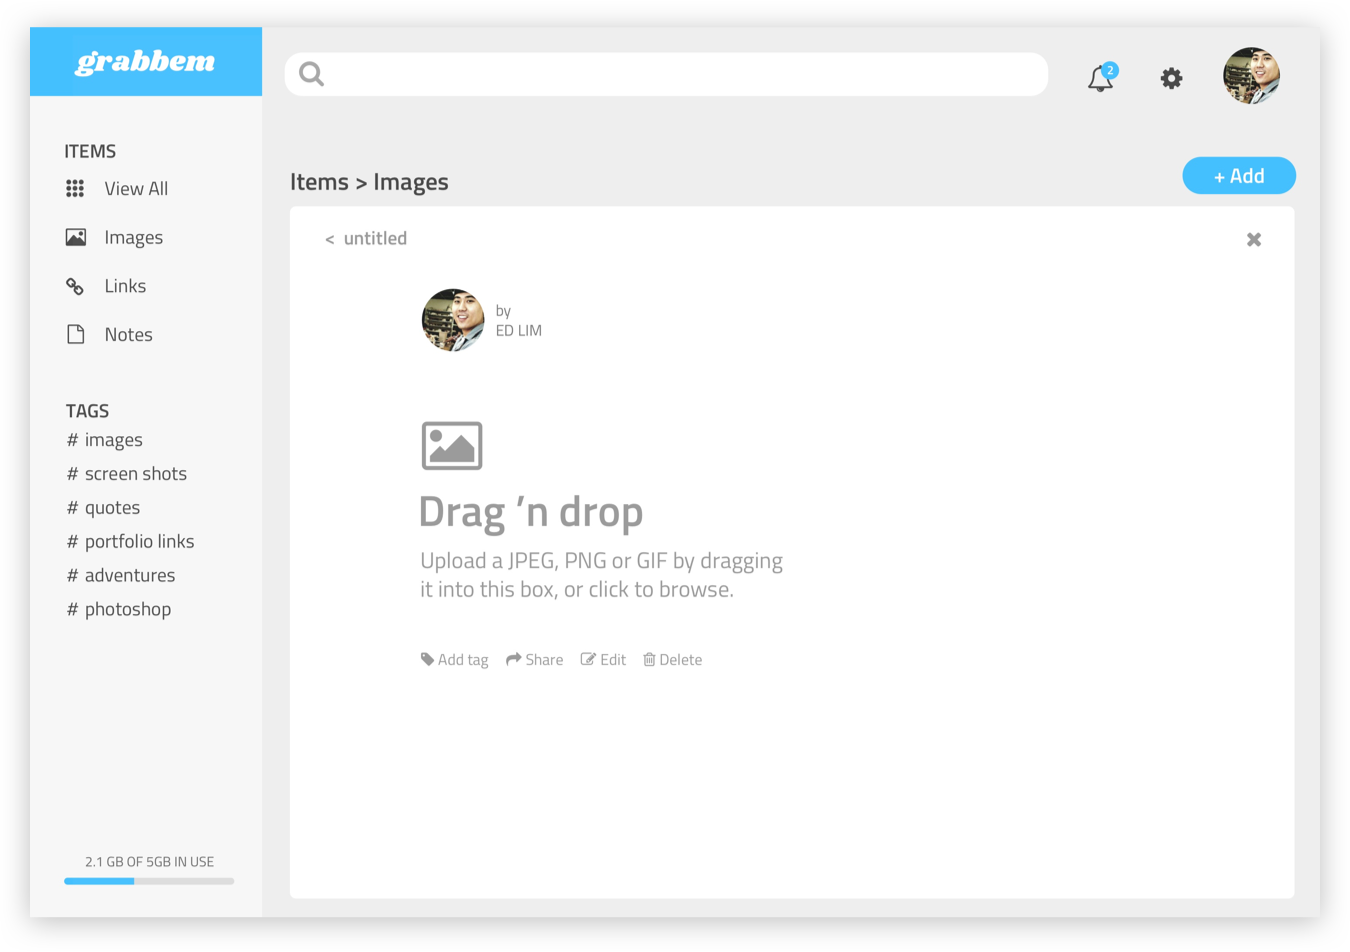 grabbem
2
ITEMS
View All
Images
Links
Notes
TAGS
# images
# screen shots
# quotes
# portfolio links
# adventures
# photoshop
2.1 GB OF 5GB IN USE
Items > Images
+ Add
< untitled
by
ED LIM
Drag ’n drop
Upload a JPEG, PNG or GIF by dragging
it into this box, or click to browse.
Add tag Share Edit Delete